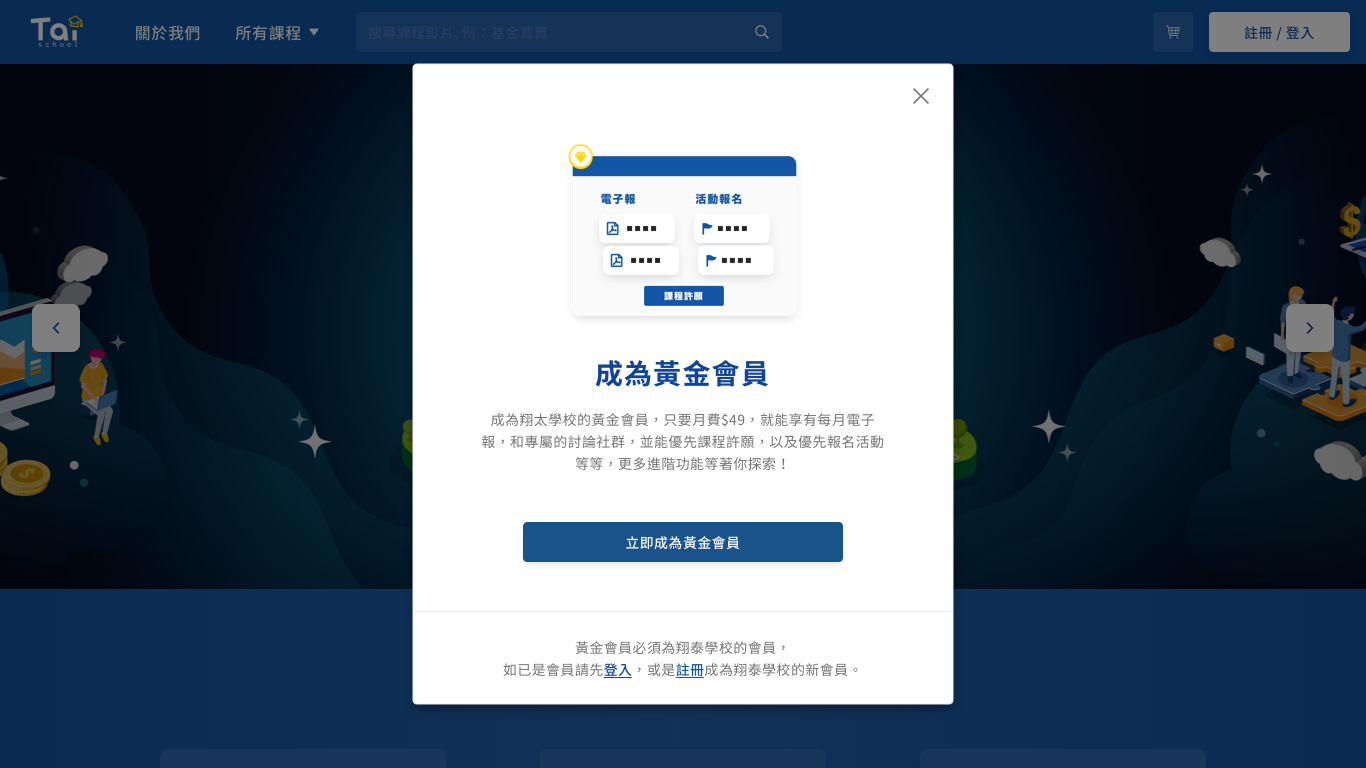 Tai
school
關於我們
所有課程
搜尋課程影片, 例：基金寶寶
註冊 / 登入
電子報
活動報名
課程許願
成為黃金會員
成為翔太學校的黃金會員，只要月費$49，就能享有每月電子
報，和專屬的討論社群，並能優先課程許願，以及優先報名活動
等等，更多進階功能等著你探索！
立即成為黃金會員
黃金會員必須為翔泰學校的會員，
如已是會員請先登入，或是註冊成為翔泰學校的新會員。